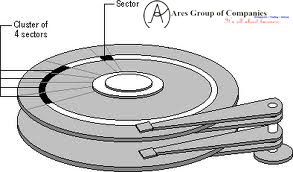 Sector
Ares Group of Companies
It's all about business
Cluster of
4 sectors